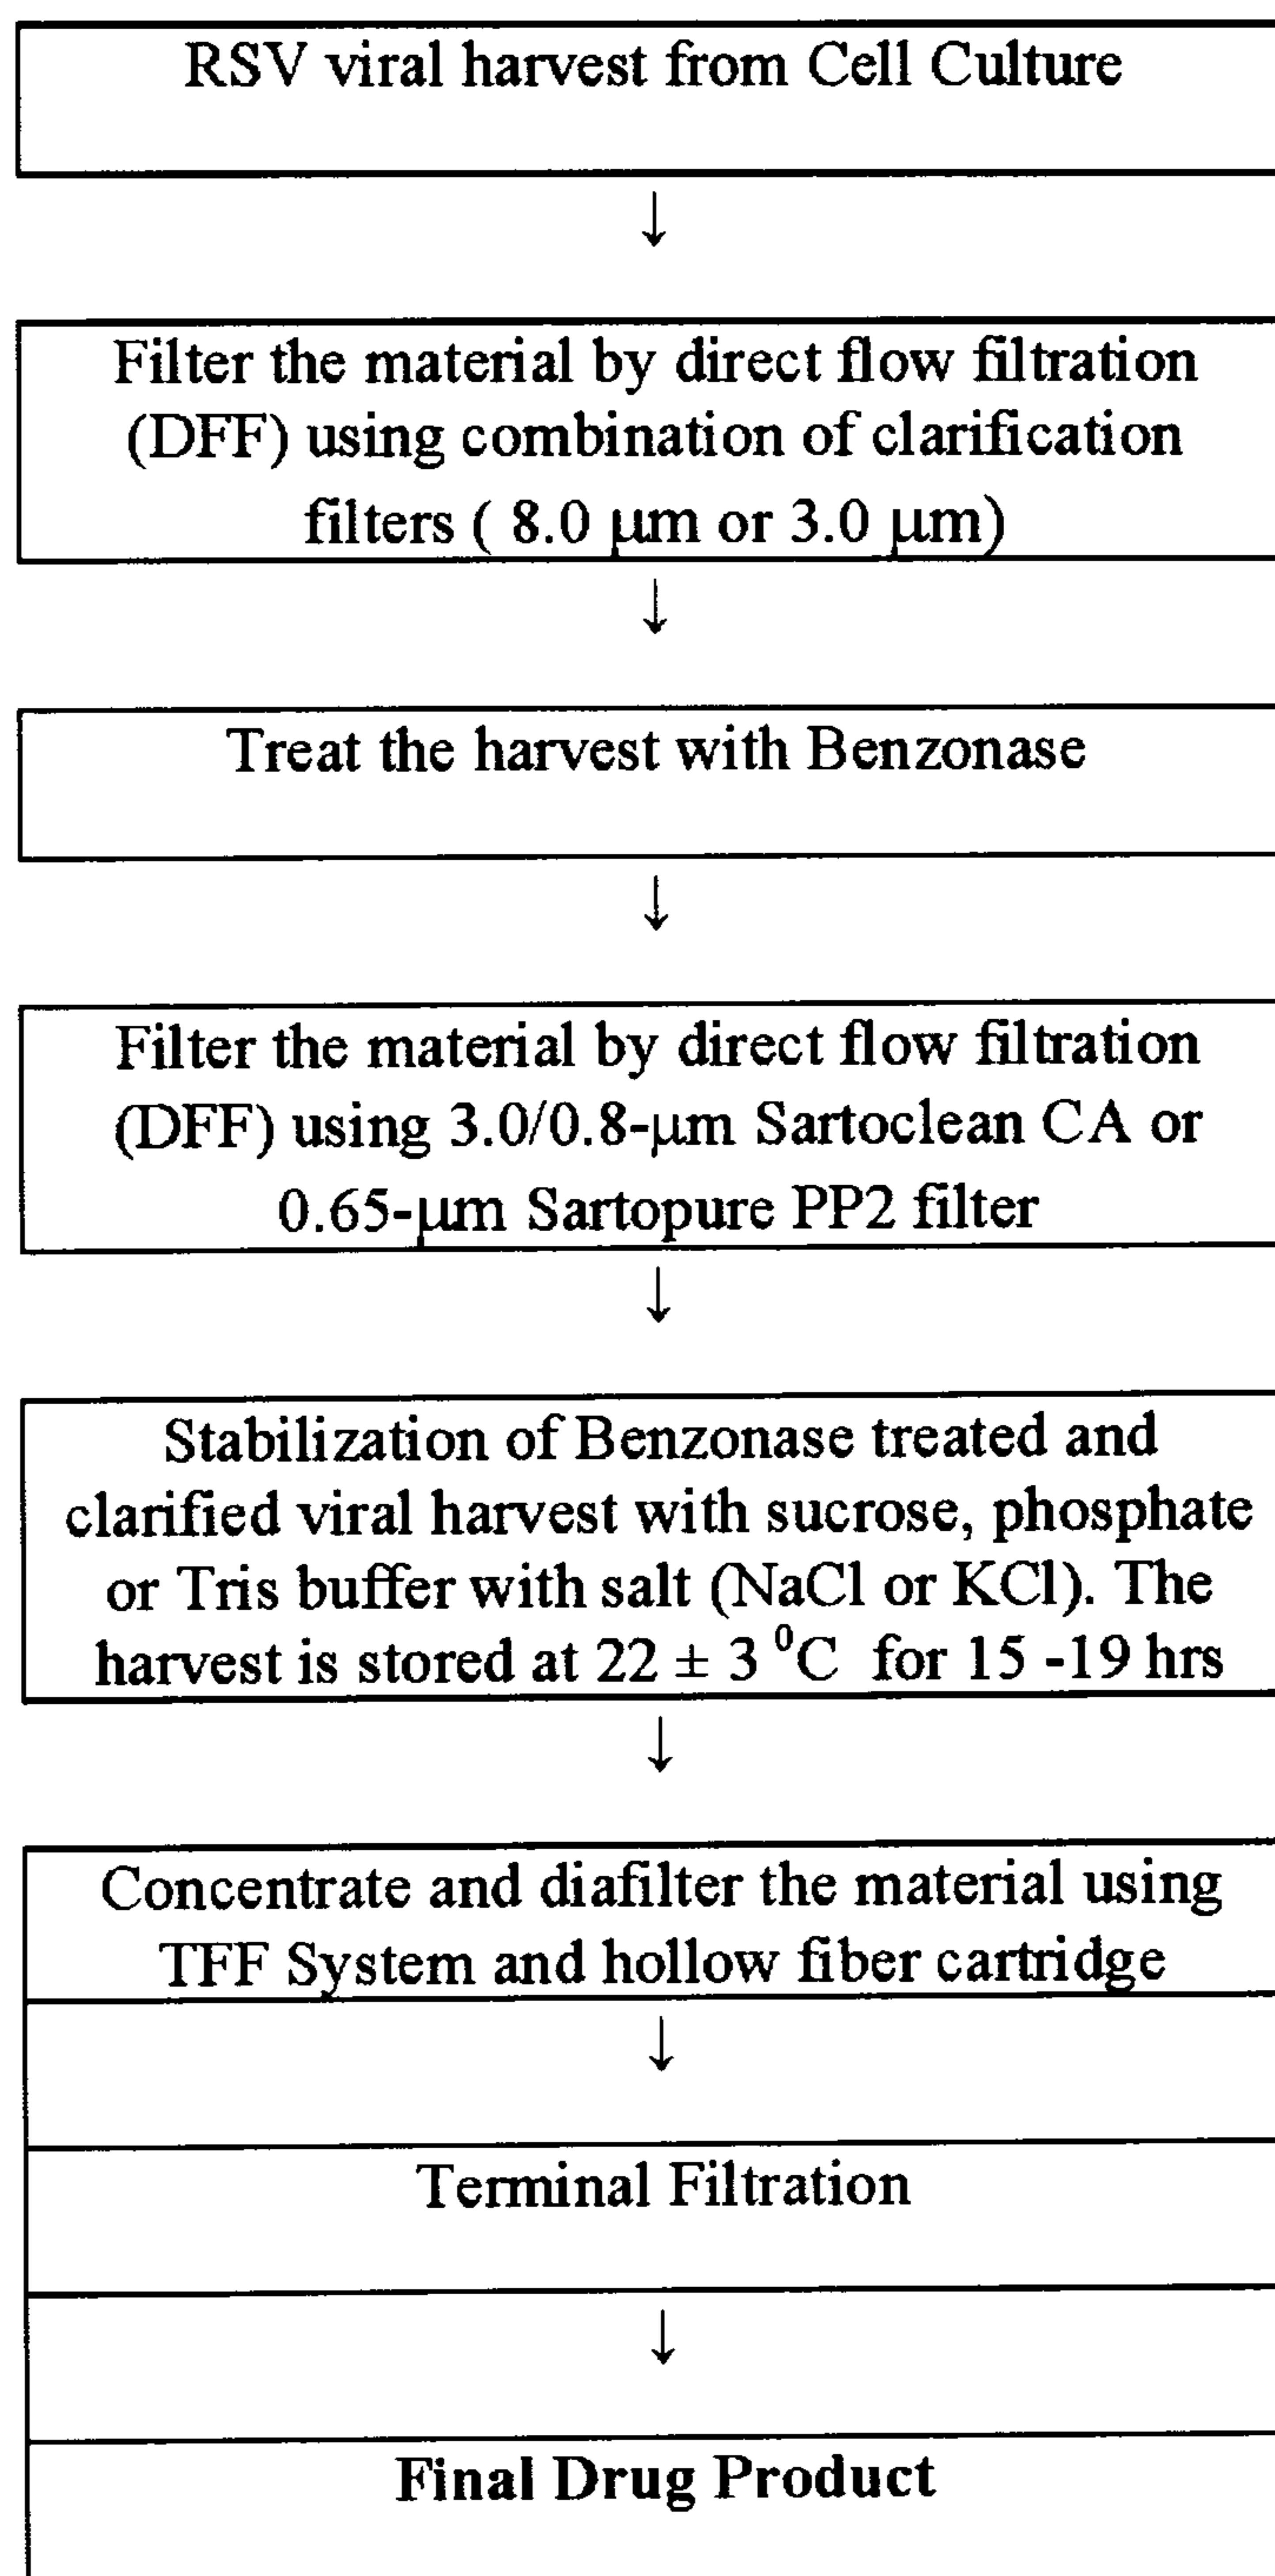 RSV viral harvest from Cell Culture
↓
Filter the material by direct flow filtration
(DFF) using combination of clarification
filters ( 8.0 μm or 3.0 μm)
↓
Treat the harvest with Benzonase
↓
Filter the material by direct flow filtration
(DFF) using 3.0/0.8-μm Sartoclean CA or
0.65-μm Sartopure PP2 filter
↓
Stabilization of Benzonase treated and
clarified viral harvest with sucrose, phosphate
or Tris buffer with salt (NaCl or KCl). The
harvest is stored at 22 ± 3 ⁰C for 15 -19 hrs
↓
Concentrate and diafilter the material using
TFF System and hollow fiber cartridge
↓
Terminal Filtration
↓
Final Drug Product